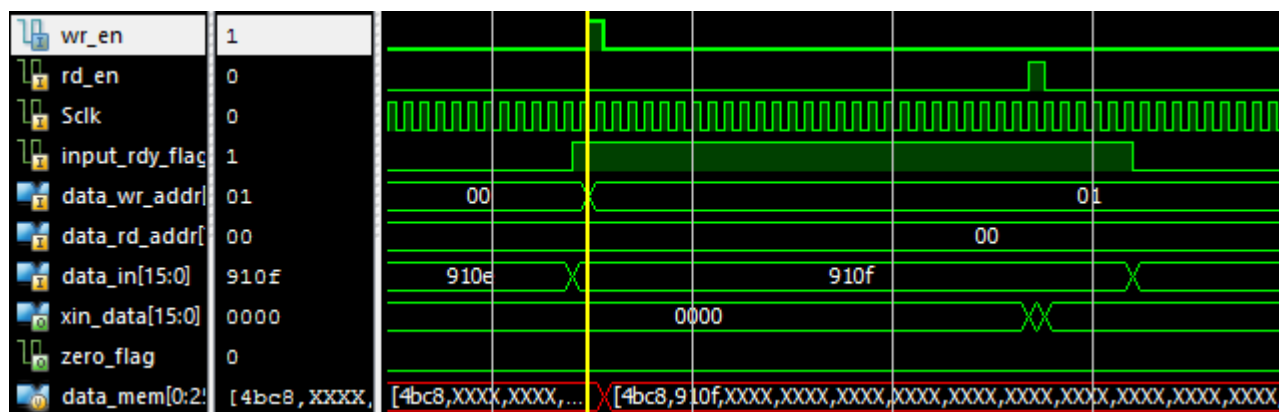 wr_en 1
rd_en 0
Sclk 0
input_rdy_flag 1
data_wr_addr[ 01 00 01
data_rd_addr[ 00 00
data_in[15:0] 910f 910e 910f
xin_data[15:0] 0000 0000
zero_flag 0
data_mem[0:25 [4bc8,XXXX, [4bc8,XXXX,XXXX,... [4bc8,910f,XXXX,XXXX,XXXX,XXXX,XXXX,XXXX,XXXX,XXXX,XXXX,XXXX